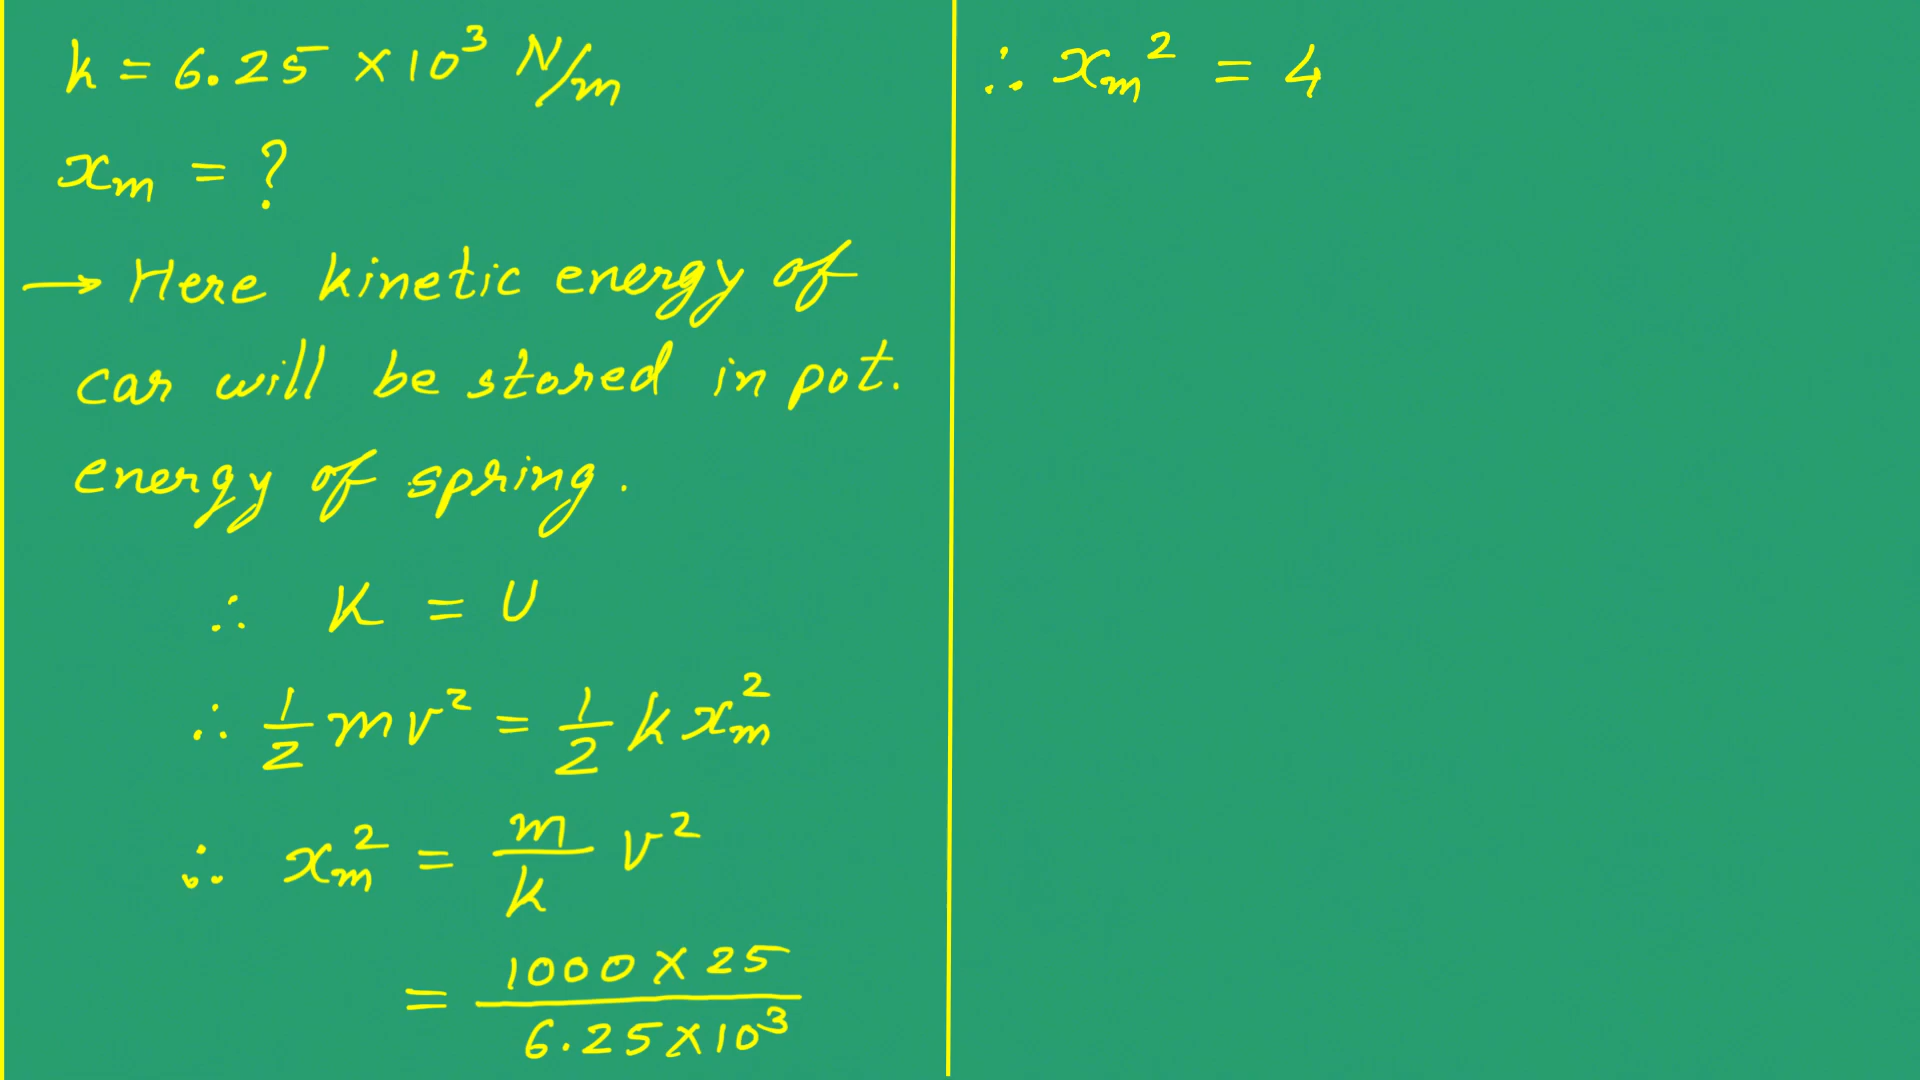 k = 6.25 × 10³ N/m
xₘ = ?
→ Here kinetic energy of
car will be stored in pot.
energy of spring.
∴ K = U
∴ 1/2 mv² = 1/2 k xₘ²
∴ xₘ² = m/k v²
= 1000 × 25 / 6.25 × 10³
∴ xₘ² = 4